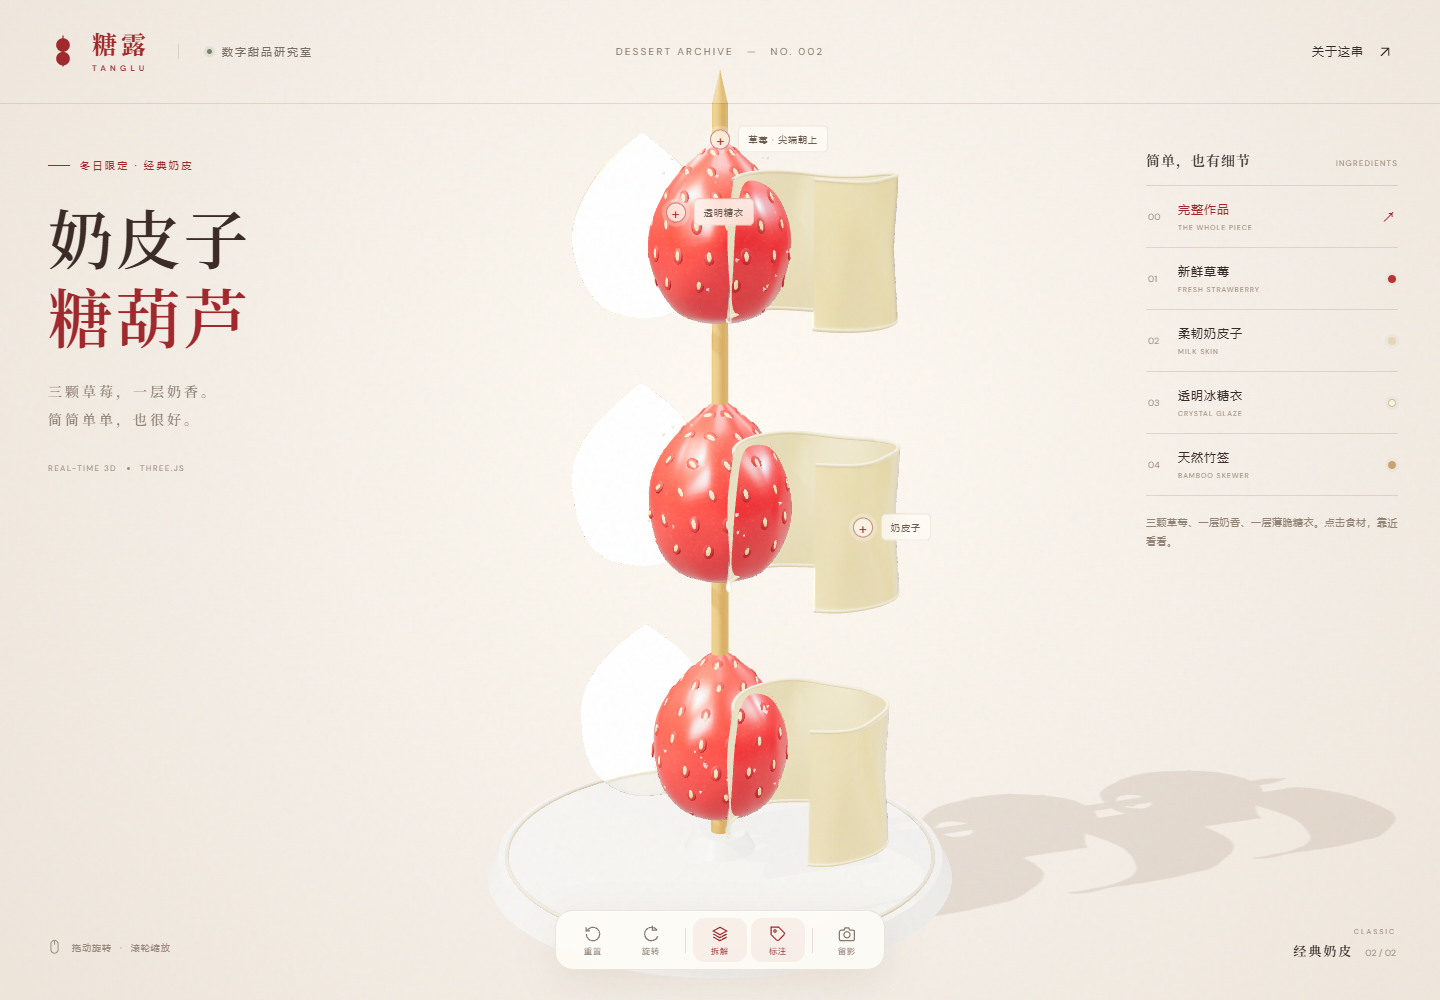 糖露
TANGLU
数字甜品研究室
DESSERT ARCHIVE — NO. 002
关于这串
冬日限定 · 经典奶皮
奶皮子
糖葫芦
三颗草莓，一层奶香。
简简单单，也很好。
REAL-TIME 3D • THREE.JS
草莓 · 尖端朝上
透明糖衣
奶皮子
简单，也有细节
INGREDIENTS
00 完整作品
THE WHOLE PIECE
01 新鲜草莓
FRESH STRAWBERRY
02 柔韧奶皮子
MILK SKIN
03 透明冰糖衣
CRYSTAL GLAZE
04 天然竹签
BAMBOO SKEWER
三颗草莓、一层奶香、一层薄脆糖衣。点击食材，靠近
看看。
拖动旋转 · 滚轮缩放
重置
旋转
拆解
标注
留影
CLASSIC
经典奶皮 02 / 02